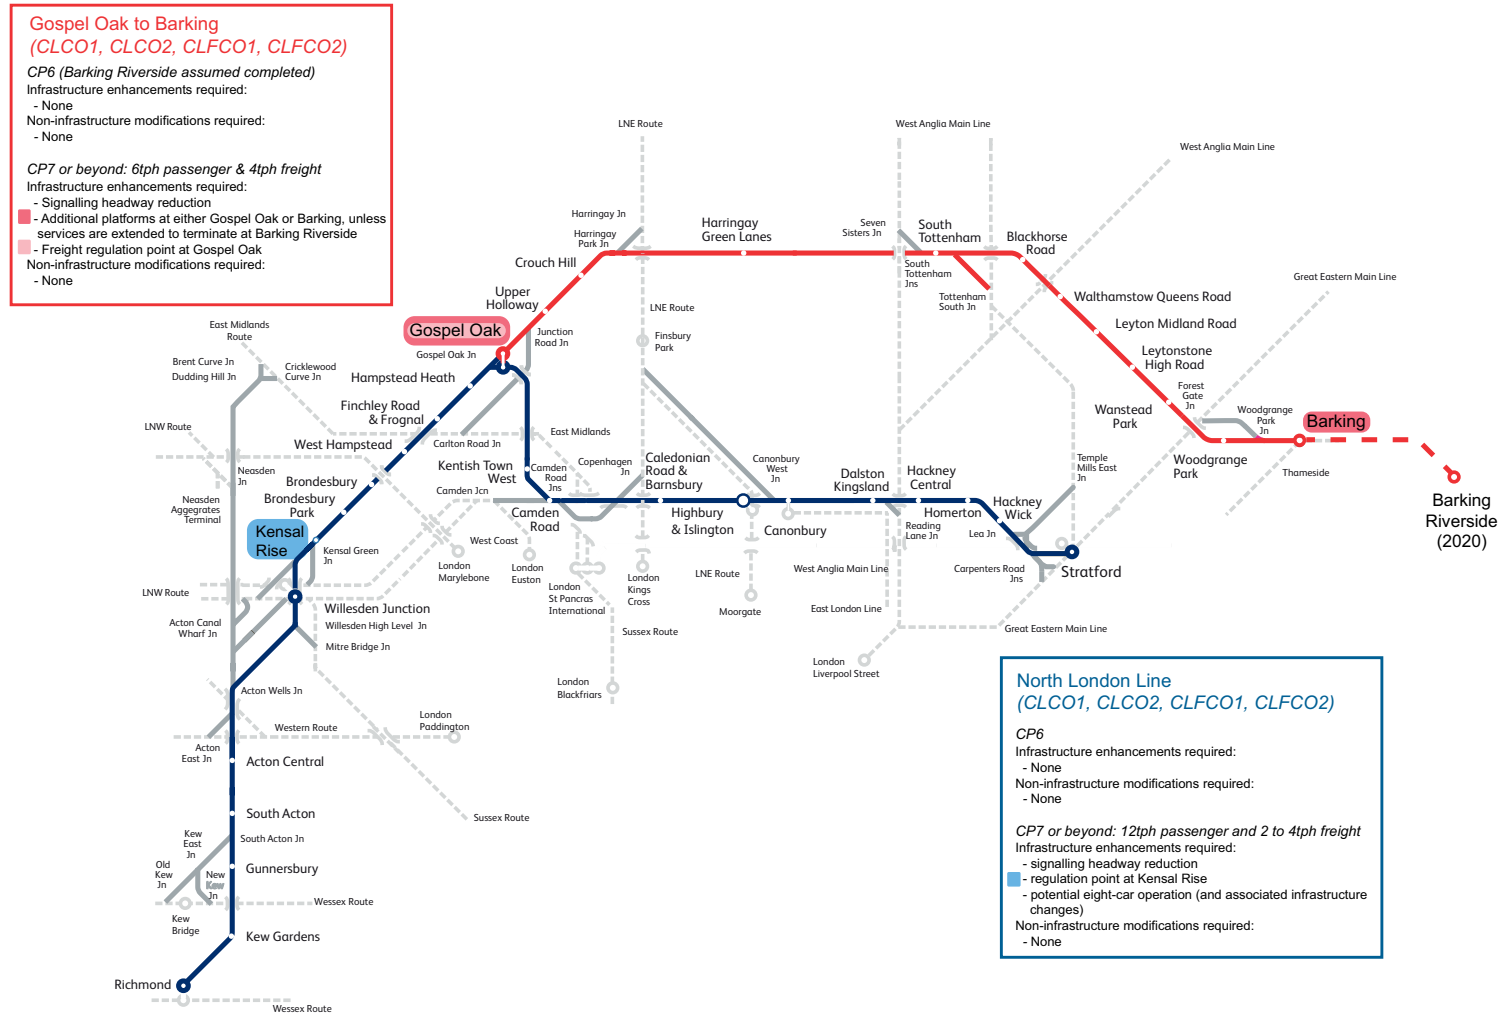 Gospel Oak to Barking
(CLCO1, CLCO2, CLFCO1, CLFCO2)
CP6 (Barking Riverside assumed completed)
Infrastructure enhancements required:
- None
Non-infrastructure modifications required:
- None
CP7 or beyond: 6tph passenger & 4tph freight
Infrastructure enhancements required:
- Signalling headway reduction
- Additional platforms at either Gospel Oak or Barking, unless
services are extended to terminate at Barking Riverside
- Freight regulation point at Gospel Oak
Non-infrastructure modifications required:
- None
LNE Route
West Anglia Main Line
West Anglia Main Line
Harringay Jn
Harringay
Park Jn
Harringay
Green Lanes
Seven
Sisters Jn
South
Tottenham
Blackhorse
Road
Crouch Hill
South
Tottenham
Jns
Great Eastern Main Line
Upper
Holloway
LNE Route
Tottenham
South Jn
Walthamstow Queens Road
Gospel Oak
East Midlands
Route
Junction
Road Jn
Finsbury
Park
Leyton Midland Road
Gospel Oak Jn
Leytonstone
High Road
Brent Curve Jn
Dudding Hill Jn
Cricklewood
Curve Jn
Hampstead Heath
Forest
Gate
Jn
Finchley Road
& Frognal
Wanstead
Park
Woodgrange
Park
Jn
Barking
LNW Route
West Hampstead
Carlton Road Jn
East Midlands
Neasden
Jn
Kentish Town
West
Camden
Road
Jns
Copenhagen
Jn
Caledonian
Road &
Barnsbury
Canonbury
West
Jn
Dalston
Kingsland
Hackney
Central
Temple
Mills East
Jn
Woodgrange
Park
Thameside
Brondesbury
Brondesbury
Park
Camden Jcn
Neasden
Aggegrates
Terminal
Camden
Road
Highbury
& Islington
Canonbury
Homerton
Hackney
Wick
Barking
Riverside
(2020)
Kensal
Rise
Kensal Green
Jn
West Coast
Reading
Lane Jn
Lea Jn
London
Marylebone
London
Euston
London
St Pancras
International
London
Kings
Cross
LNE Route
West Anglia Main Line
Carpenters Road
Jns
Stratford
LNW Route
Willesden Junction
Moorgate
East London Line
Acton Canal
Wharf Jn
Willesden High Level Jn
Sussex Route
Great Eastern Main Line
Mitre Bridge Jn
London
Liverpool Street
Acton Wells Jn
London
Blackfriars
Western Route
London
Paddington
Acton
East Jn
Acton Central
South Acton
Sussex Route
Kew
East
Jn
South Acton Jn
Old
Kew
Jn
New
Kew
Jn
Gunnersbury
Wessex Route
Kew
Bridge
Kew Gardens
Richmond
Wessex Route
North London Line
(CLCO1, CLCO2, CLFCO1, CLFCO2)
CP6
Infrastructure enhancements required:
- None
Non-infrastructure modifications required:
- None
CP7 or beyond: 12tph passenger and 2 to 4tph freight
Infrastructure enhancements required:
- signalling headway reduction
- regulation point at Kensal Rise
- potential eight-car operation (and associated infrastructure
changes)
Non-infrastructure modifications required:
- None